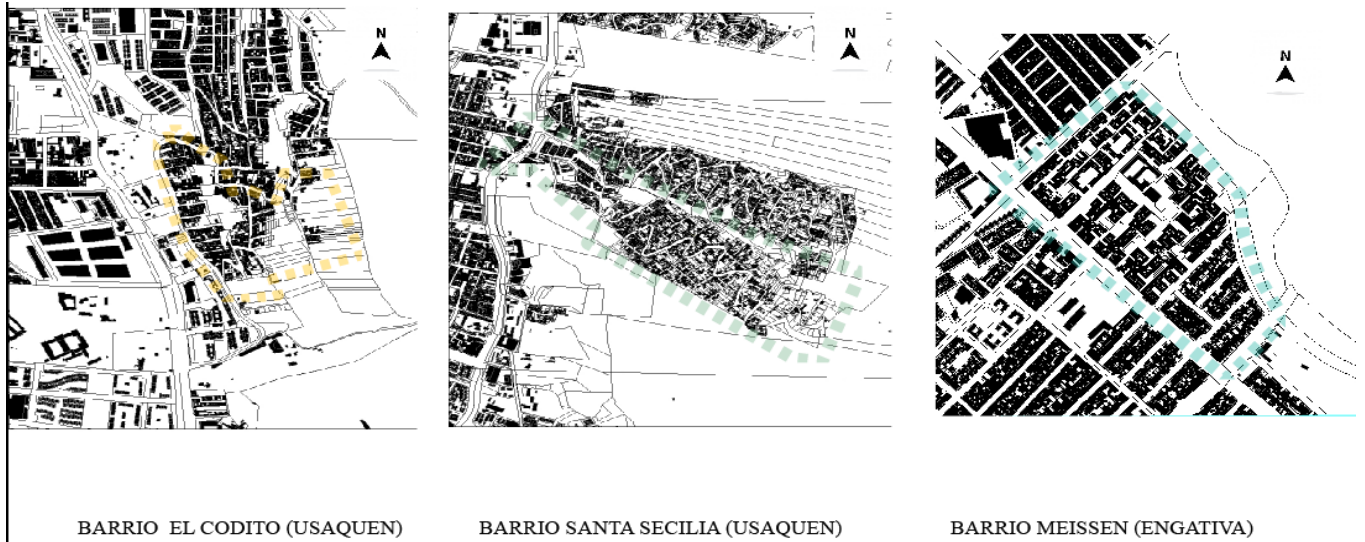 N
N
N
BARRIO EL CODITO (USAQUEN)
BARRIO SANTA SECILIA (USAQUEN)
BARRIO MEISSEN (ENGATIVA)